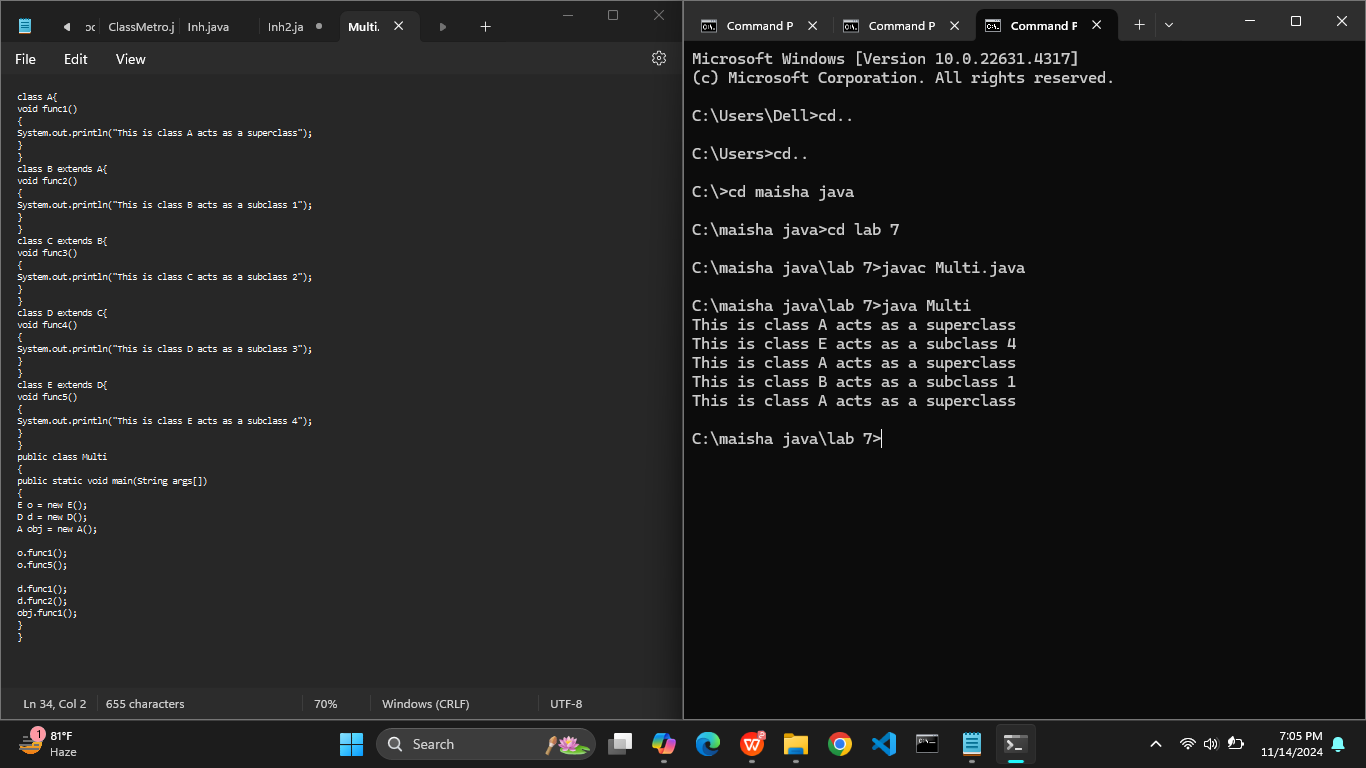 ɔc ClassMetro.j Inh.java Inh2.ja Multi.
File Edit View
class A{
void func1()
{
System.out.println("This is class A acts as a superclass");
}
}
class B extends A{
void func2()
{
System.out.println("This is class B acts as a subclass 1");
}
}
class C extends B{
void func3()
{
System.out.println("This is class C acts as a subclass 2");
}
}
class D extends C{
void func4()
{
System.out.println("This is class D acts as a subclass 3");
}
}
class E extends D{
void func5()
{
System.out.println("This is class E acts as a subclass 4");
}
}
public class Multi
{
public static void main(String args[])
{
E o = new E();
D d = new D();
A obj = new A();
o.func1();
o.func5();
d.func1();
d.func2();
obj.func1();
}
}
Ln 34, Col 2 655 characters 70% Windows (CRLF) UTF-8
Command P Command P Command P
Microsoft Windows [Version 10.0.22631.4317]
(c) Microsoft Corporation. All rights reserved.
C:\Users\Dell>cd..
C:\Users>cd..
C:\>cd maisha java
C:\maisha java>cd lab 7
C:\maisha java\lab 7>javac Multi.java
C:\maisha java\lab 7>java Multi
This is class A acts as a superclass
This is class E acts as a subclass 4
This is class A acts as a superclass
This is class B acts as a subclass 1
This is class A acts as a superclass
C:\maisha java\lab 7>
1
81°F
Haze
Search
7:05 PM
11/14/2024